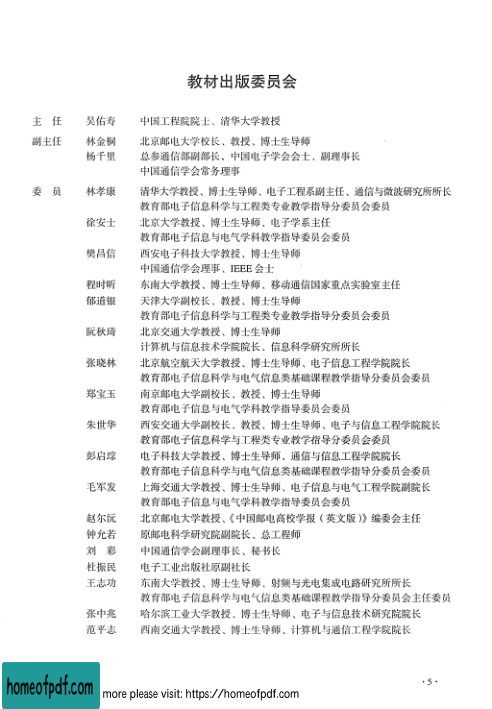 教材出版委员会
主　任　吴佑寿　中国工程院院士、清华大学教授
副主任　林金桐　北京邮电大学校长、教授、博士生导师
杨千里　总参通信部副部长，中国电子学会会士、副理事长
中国通信学会常务理事
委　员　林孝康　清华大学教授、博士生导师、电子工程系副主任、通信与微波研究所所长
教育部电子信息科学与工程类专业教学指导分委员会委员
徐安士　北京大学教授、博士生导师、电子学系主任
教育部电子信息与电气学科教学指导委员会委员
樊昌信　西安电子科技大学教授、博士生导师
中国通信学会理事、IEEE会士
程时昕　东南大学教授、博士生导师、移动通信国家重点实验室主任
郁道银　天津大学副校长、教授、博士生导师
教育部电子信息科学与工程类专业教学指导分委员会委员
阮秋琦　北京交通大学教授、博士生导师
计算机与信息技术学院院长、信息科学研究所所长
张晓林　北京航空航天大学教授、博士生导师、电子信息工程学院院长
教育部电子信息科学与电气信息类基础课程教学指导分委员会委员
郑宝玉　南京邮电大学副校长、教授、博士生导师
教育部电子信息与电气学科教学指导委员会委员
朱世华　西安交通大学副校长、教授、博士生导师、电子与信息工程学院院长
教育部电子信息科学与工程类专业教学指导分委员会委员
彭启琮　电子科技大学教授、博士生导师、通信与信息工程学院院长
教育部电子信息科学与电气信息类基础课程教学指导分委员会委员
毛军发　上海交通大学教授、博士生导师、电子信息与电气工程学院副院长
教育部电子信息与电气学科教学指导委员会委员
赵尔沅　北京邮电大学教授、《中国邮电高校学报（英文版）》编委会主任
钟允若　原邮电科学研究院副院长、总工程师
刘　彩　中国通信学会副理事长、秘书长
杜振民　电子工业出版社原副社长
王志功　东南大学教授、博士生导师、射频与光电集成电路研究所所长
教育部电子信息科学与电气信息类基础课程教学指导分委员会主任委员
张中兆　哈尔滨工业大学教授、博士生导师、电子与信息技术研究院院长
范平志　西南交通大学教授、博士生导师、计算机与通信工程学院院长
·5·
homeofpdf.com more please visit: https://homeofpdf.com